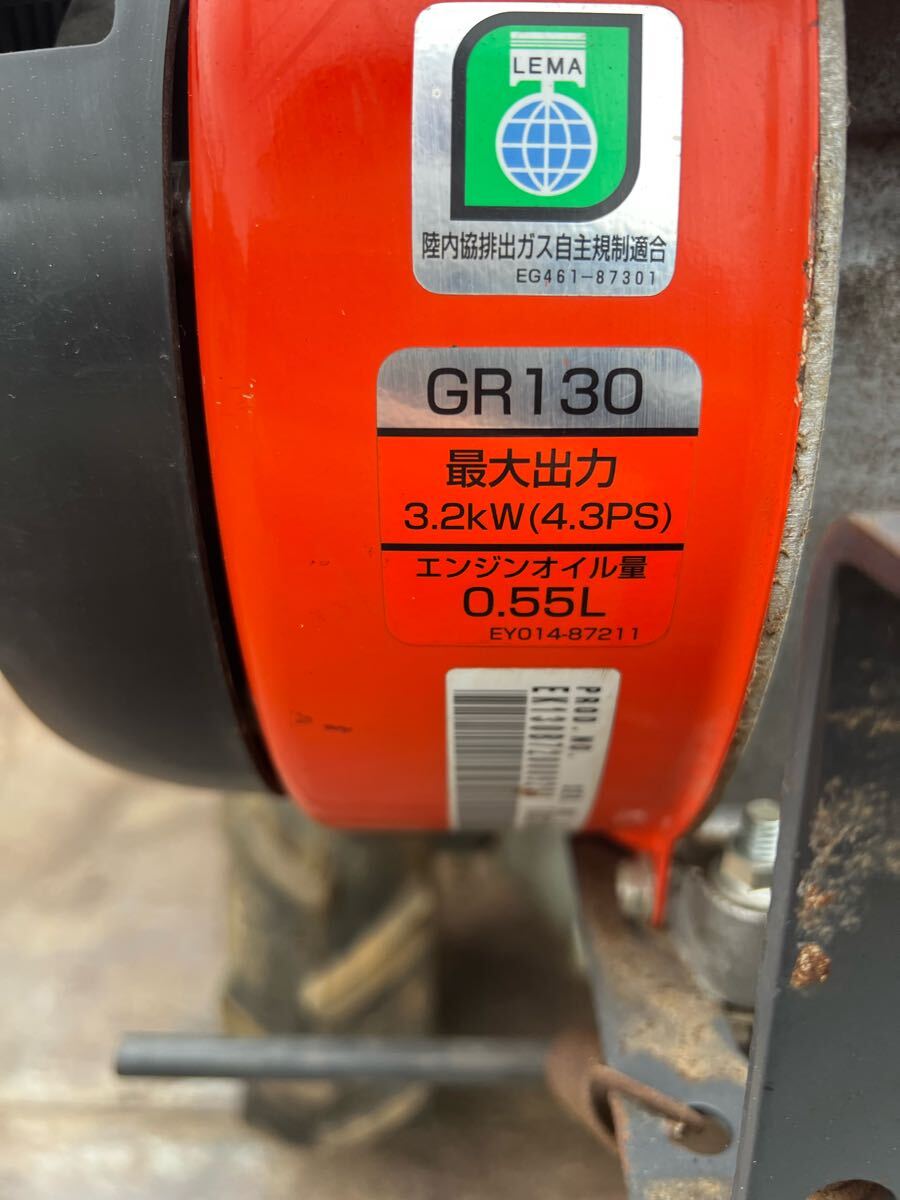 LEMA
陸内協排出ガス自主規制適合
EG461-87301
GR130
最大出力
3.2kW(4.3PS)
エンジンオイル量
0.55L
EY014-87211
PROD.NO.